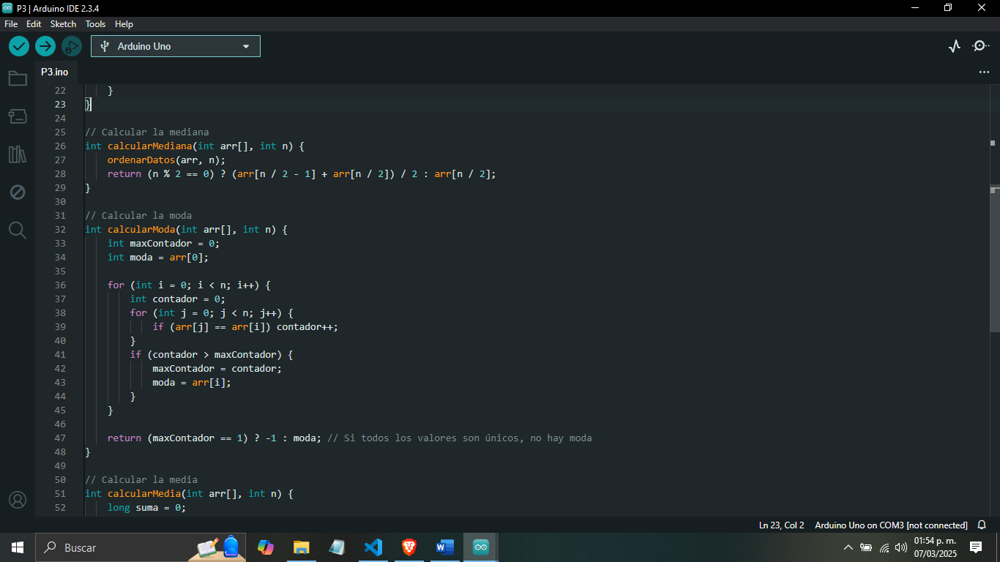 P3 | Arduino IDE 2.3.4
File Edit Sketch Tools Help
Arduino Uno
P3.ino
22 }
23 }
24
25 // Calcular la mediana
26 int calcularMediana(int arr[], int n) {
27 ordenarDatos(arr, n);
28 return (n % 2 == 0) ? (arr[n / 2 - 1] + arr[n / 2]) / 2 : arr[n / 2];
29 }
30
31 // Calcular la moda
32 int calcularModa(int arr[], int n) {
33 int maxContador = 0;
34 int moda = arr[0];
35
36 for (int i = 0; i < n; i++) {
37 int contador = 0;
38 for (int j = 0; j < n; j++) {
39 if (arr[j] == arr[i]) contador++;
40 }
41 if (contador > maxContador) {
42 maxContador = contador;
43 moda = arr[i];
44 }
45 }
46
47 return (maxContador == 1) ? -1 : moda; // Si todos los valores son únicos, no hay moda
48 }
49
50 // Calcular la media
51 int calcularMedia(int arr[], int n) {
52 long suma = 0;
Ln 23, Col 2 Arduino Uno on COM3 [not connected]
Buscar
01:54 p. m.
07/03/2025